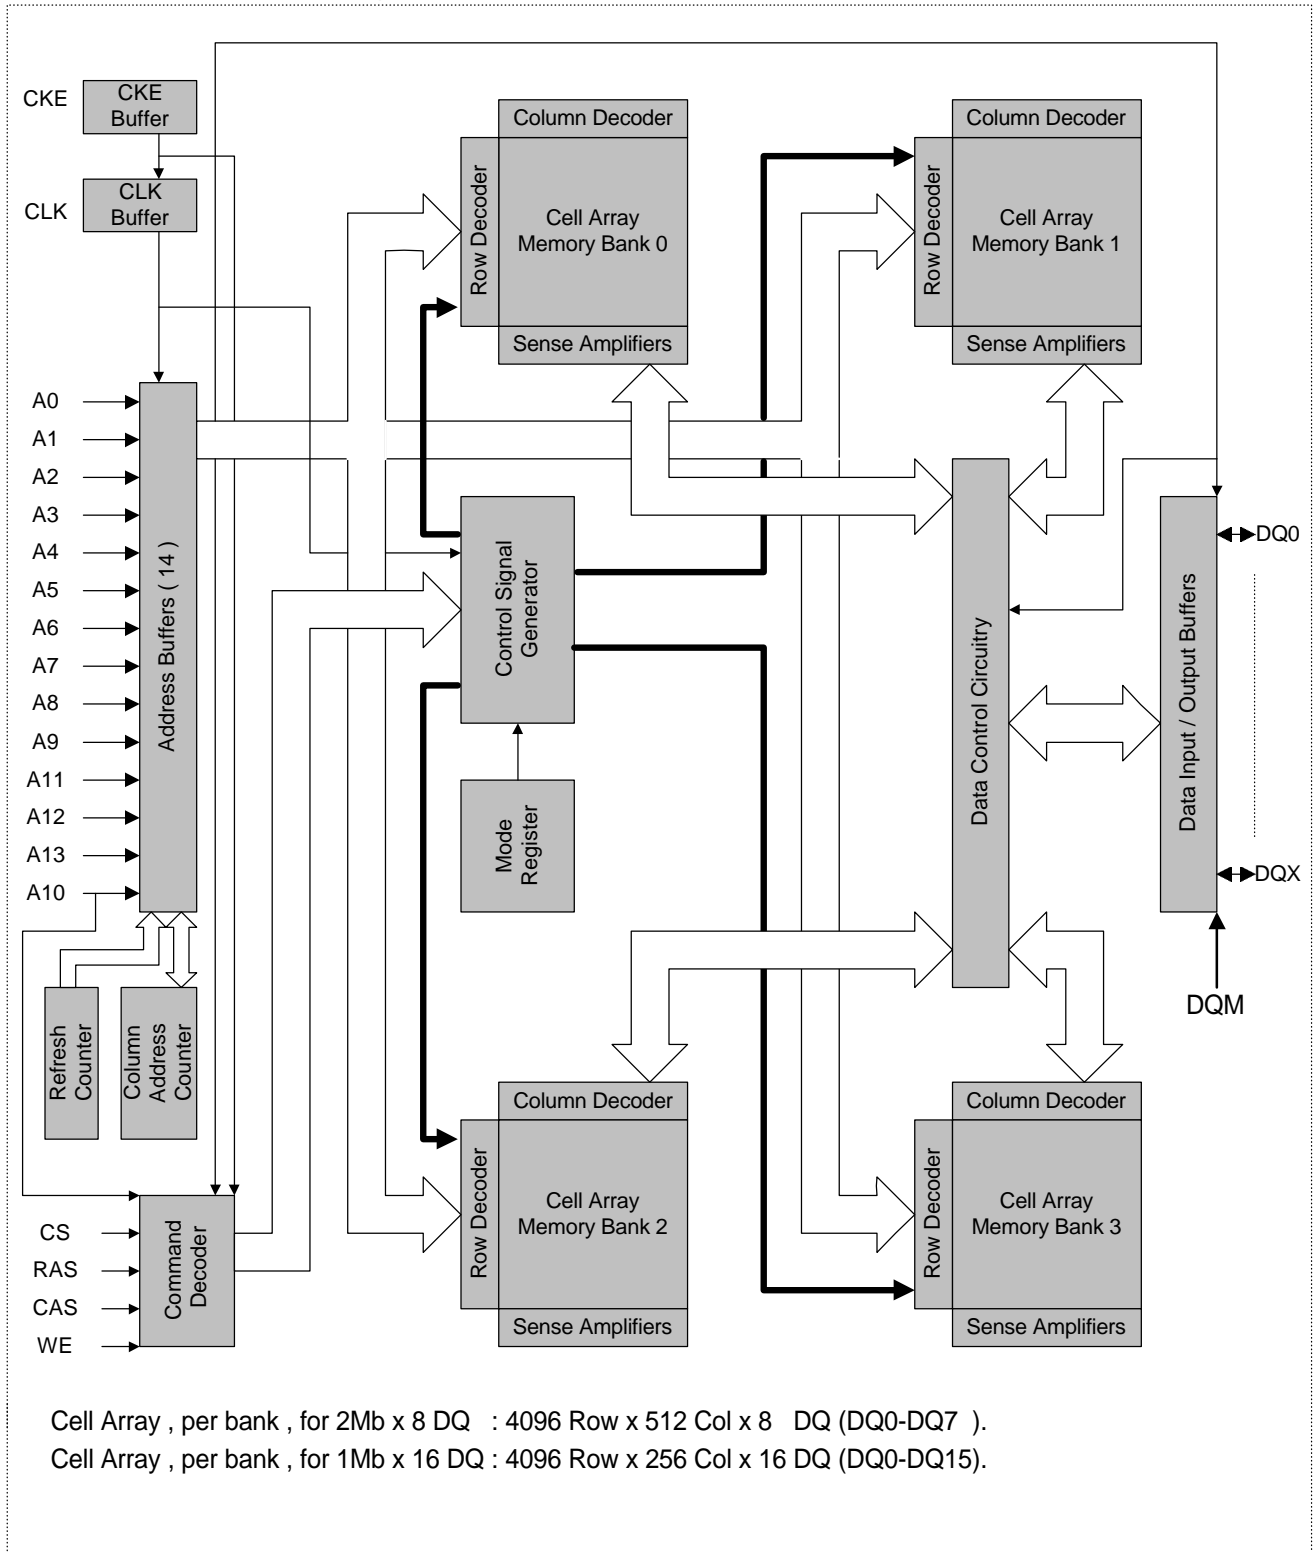 CKE
CKE
Buffer
CLK
CLK
Buffer
Column Decoder
Row Decoder
Cell Array
Memory Bank 0
Sense Amplifiers
Column Decoder
Row Decoder
Cell Array
Memory Bank 1
Sense Amplifiers
A0
A1
A2
A3
A4
A5
A6
A7
A8
A9
A11
A12
A13
A10
Address Buffers ( 14 )
Control Signal
Generator
Mode
Register
Data Control Circuitry
Data Input / Output Buffers
DQ0
DQX
DQM
Refresh
Counter
Column
Address
Counter
CS
RAS
CAS
WE
Command
Decoder
Column Decoder
Row Decoder
Cell Array
Memory Bank 2
Sense Amplifiers
Column Decoder
Row Decoder
Cell Array
Memory Bank 3
Sense Amplifiers
Cell Array , per bank , for 2Mb x 8 DQ : 4096 Row x 512 Col x 8 DQ (DQ0-DQ7 ).
Cell Array , per bank , for 1Mb x 16 DQ : 4096 Row x 256 Col x 16 DQ (DQ0-DQ15).